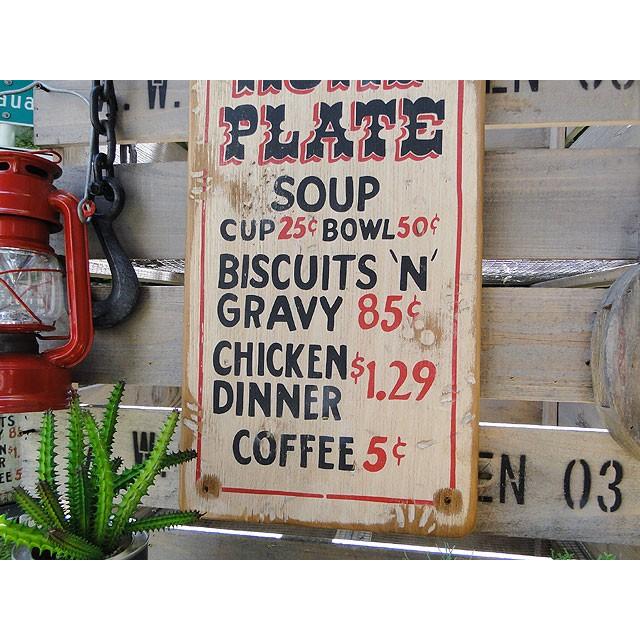 PLATE
SOUP
CUP 25¢ BOWL 50¢
BISCUITS 'N'
GRAVY 85¢
CHICKEN $1.29
DINNER
COFFEE 5¢
W.
EN 03